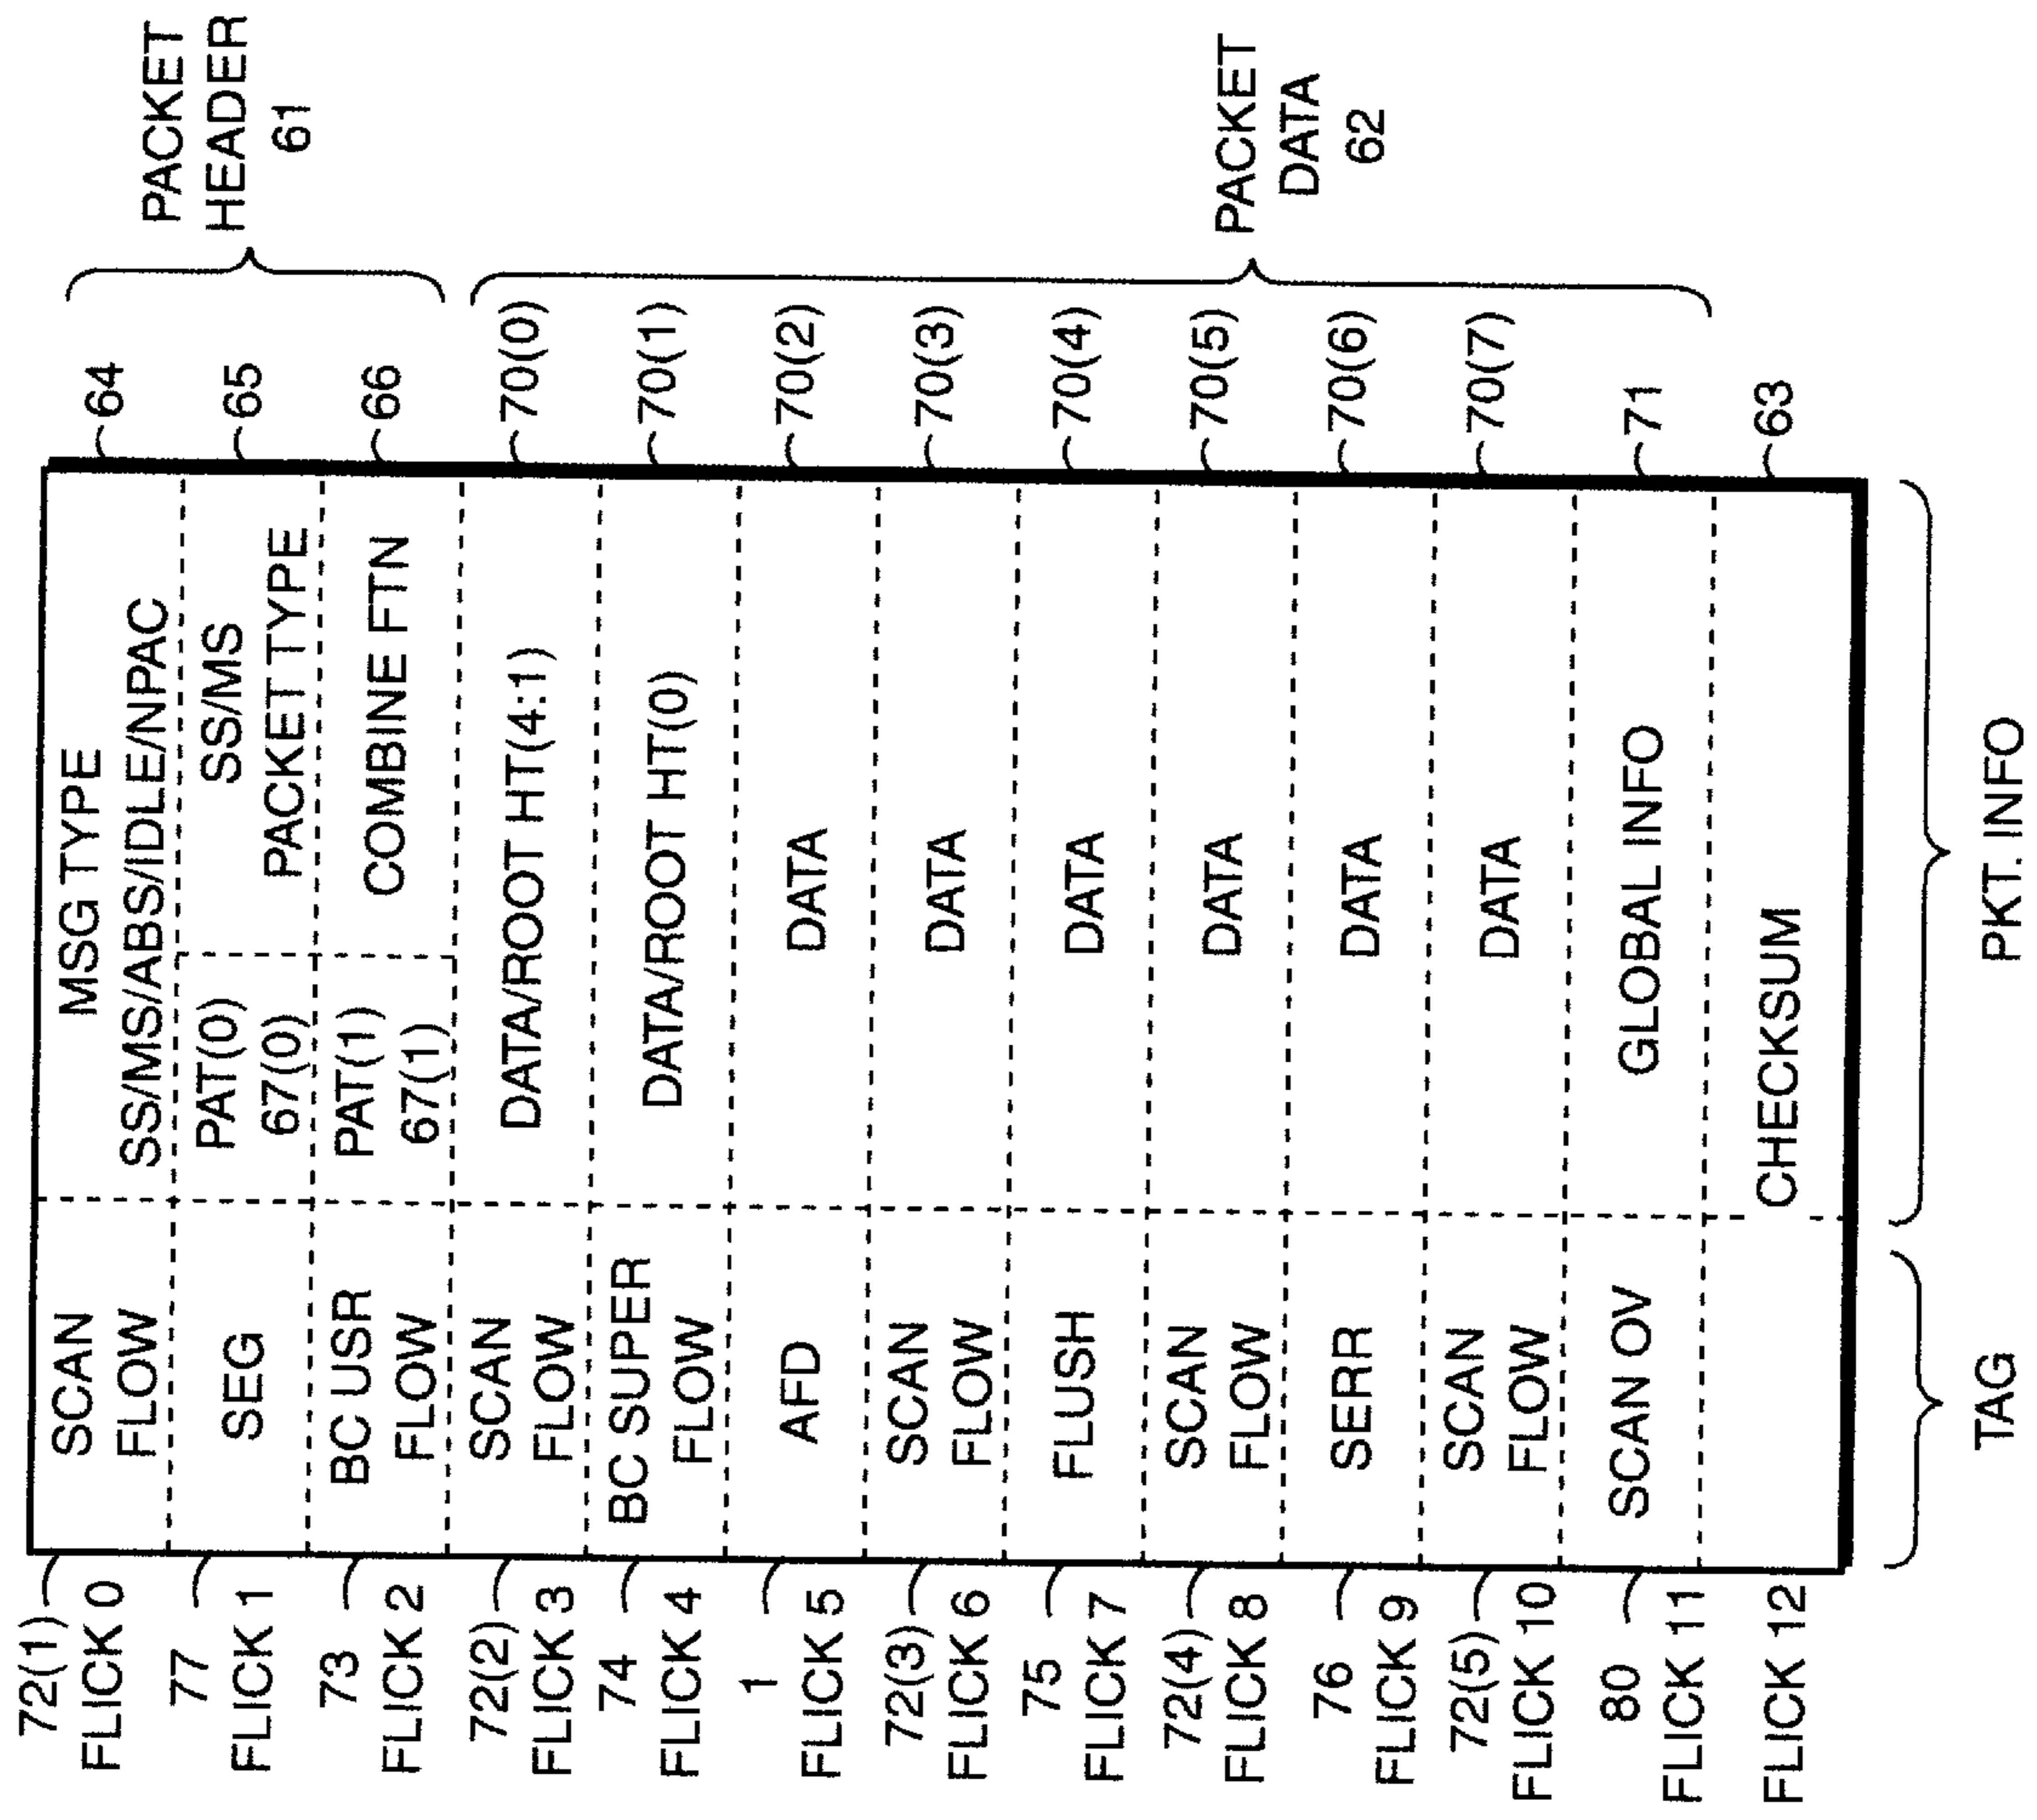 72(1)
FLICK 0
SCAN
FLOW
MSG TYPE
SS/MS/ABS/IDLE/NPAC
64
77
FLICK 1
SEG
PAT(0)
67(0)
SS/MS
PACKET TYPE
65
73
FLICK 2
BC USR
FLOW
PAT(1)
67(1)
COMBINE FTN
66
PACKET
HEADER
61
72(2)
FLICK 3
SCAN
FLOW
DATA/ROOT HT(4:1)
70(0)
74
FLICK 4
BC SUPER
FLOW
DATA/ROOT HT(0)
70(1)
1
FLICK 5
AFD
DATA
70(2)
72(3)
FLICK 6
SCAN
FLOW
DATA
70(3)
75
FLICK 7
FLUSH
DATA
70(4)
72(4)
FLICK 8
SCAN
FLOW
DATA
70(5)
76
FLICK 9
SERR
DATA
70(6)
72(5)
FLICK 10
SCAN
FLOW
DATA
70(7)
80
FLICK 11
SCAN OV
GLOBAL INFO
71
PACKET
DATA
62
FLICK 12
CHECKSUM
63
TAG
PKT. INFO